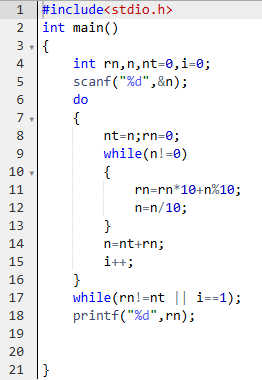 1 #include<stdio.h>
2 int main()
3 {
4 int rn,n,nt=0,i=0;
5 scanf("%d",&n);
6 do
7 {
8 nt=n;rn=0;
9 while(n!=0)
10 {
11 rn=rn*10+n%10;
12 n=n/10;
13 }
14 n=nt+rn;
15 i++;
16 }
17 while(rn!=nt || i==1);
18 printf("%d",rn);
19
20
21 }